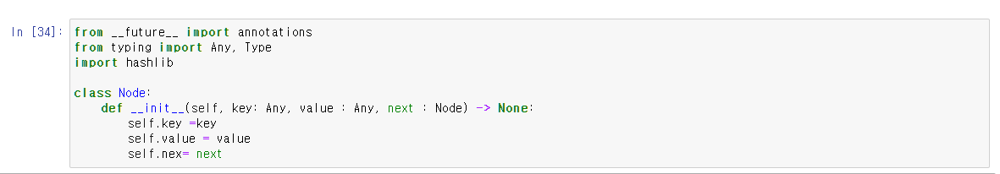 In [34]: from __future__ import annotations
from typing import Any, Type
import hashlib
class Node:
def __init__(self, key: Any, value : Any, next : Node) -> None:
self.key =key
self.value = value
self.nex= next